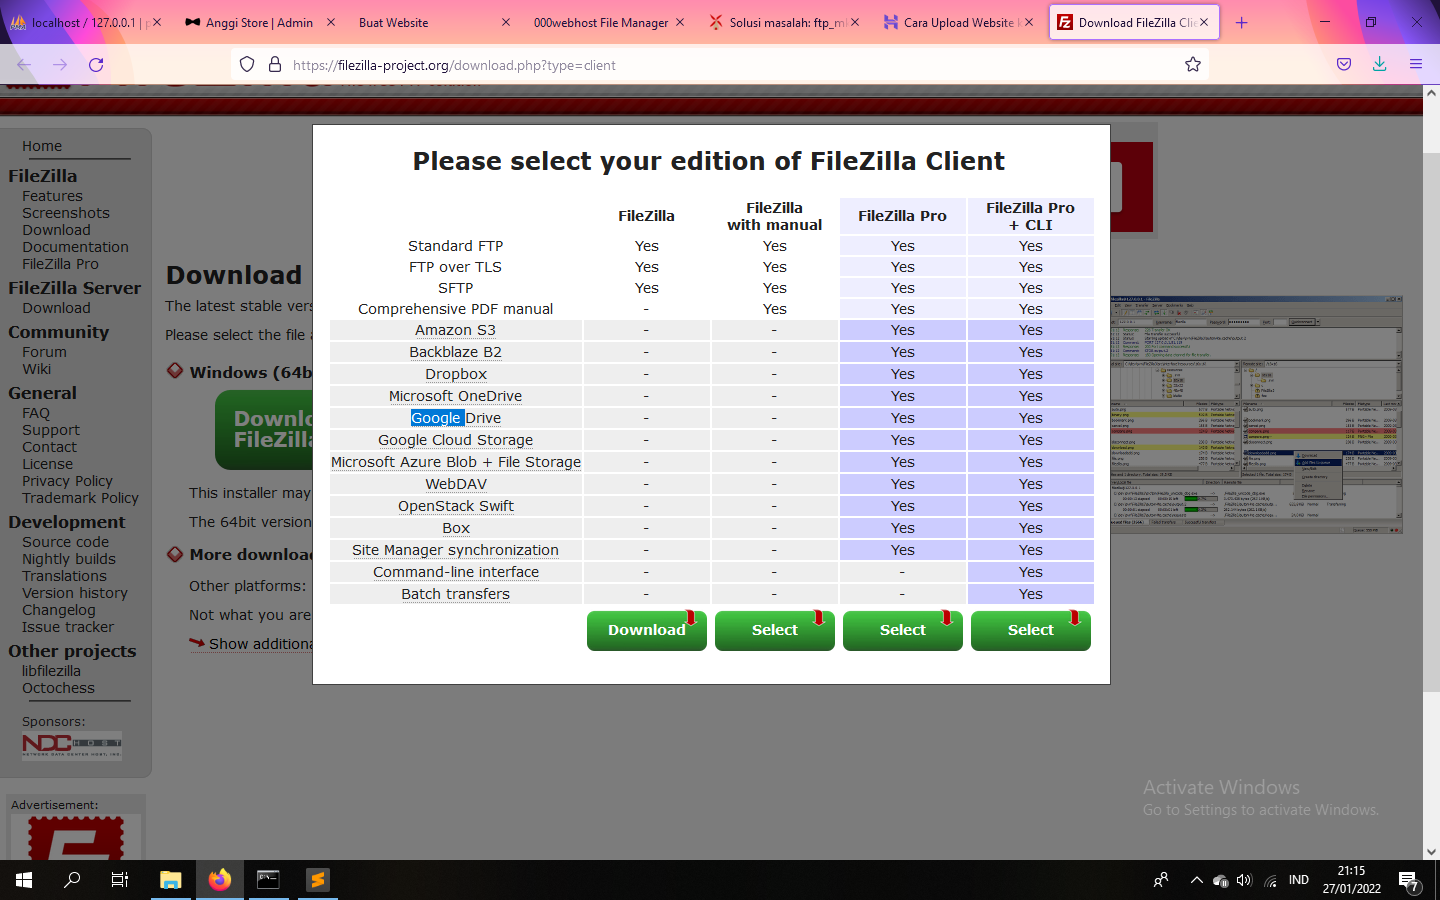 localhost / 127.0.0.1 | p
Anggi Store | Admin
Buat Website
000webhost File Manager
Solusi masalah: ftp_ml
Cara Upload Website k
Download FileZilla Clie
https://filezilla-project.org/download.php?type=client
Home
FileZilla
Features
Screenshots
Download
Documentation
FileZilla Pro
FileZilla Server
Download
Community
Forum
Wiki
General
FAQ
Support
Contact
License
Privacy Policy
Trademark Policy
Development
Source code
Nightly builds
Translations
Version history
Changelog
Issue tracker
Other projects
libfilezilla
Octochess
Sponsors:
NDCHOST
Advertisement:
Download
The latest stable vers
Please select the file a
Windows (64b
Downlo
FileZilla
This installer may
The 64bit version
More downloa
Other platforms:
Not what you are
Show additiona
Please select your edition of FileZilla Client
FileZilla FileZilla with manual FileZilla Pro FileZilla Pro + CLI
Standard FTP Yes Yes Yes Yes
FTP over TLS Yes Yes Yes Yes
SFTP Yes Yes Yes Yes
Comprehensive PDF manual - Yes Yes Yes
Amazon S3 - - Yes Yes
Backblaze B2 - - Yes Yes
Dropbox - - Yes Yes
Microsoft OneDrive - - Yes Yes
Google Drive - - Yes Yes
Google Cloud Storage - - Yes Yes
Microsoft Azure Blob + File Storage - - Yes Yes
WebDAV - - Yes Yes
OpenStack Swift - - Yes Yes
Box - - Yes Yes
Site Manager synchronization - - Yes Yes
Command-line interface - - - Yes
Batch transfers - - - Yes
Download Select Select Select
Activate Windows
Go to Settings to activate Windows.
IND
21:15
27/01/2022
7